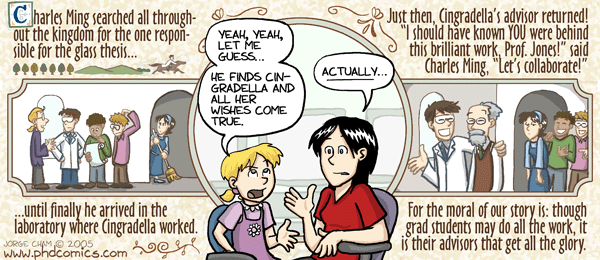 Charles Ming searched all through-
out the kingdom for the one respon-
sible for the glass thesis...
...until finally he arrived in the
laboratory where Cingradella worked.
YEAH, YEAH,
LET ME
GUESS...
HE FINDS CIN-
GRADELLA AND
ALL HER
WISHES COME
TRUE.
ACTUALLY...
Just then, Cingradella's advisor returned!
"I should have known YOU were behind
this brilliant work, Prof. Jones!" said
Charles Ming, "Let's collaborate!"
For the moral of our story is: though
grad students may do all the work, it
is their advisors that get all the glory.
JORGE CHAM © 2005
www.phdcomics.com